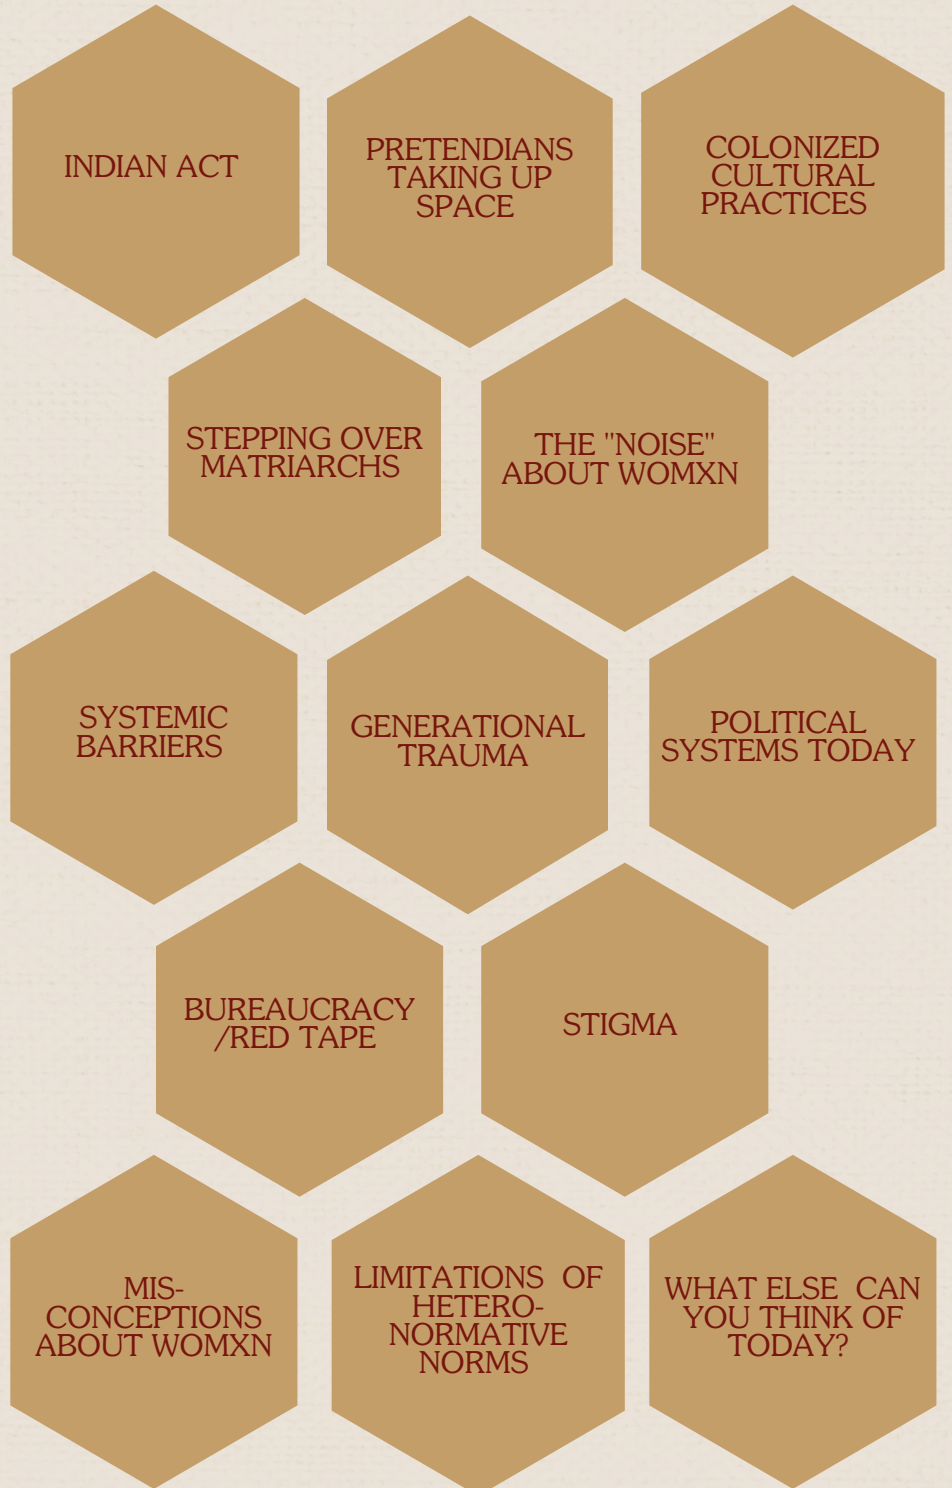 INDIAN ACT
PRETENDIANS
TAKING UP
SPACE
COLONIZED
CULTURAL
PRACTICES
STEPPING OVER
MATRIARCHS
THE "NOISE"
ABOUT WOMXN
SYSTEMIC
BARRIERS
GENERATIONAL
TRAUMA
POLITICAL
SYSTEMS TODAY
BUREAUCRACY
/RED TAPE
STIGMA
MIS-
CONCEPTIONS
ABOUT WOMXN
LIMITATIONS OF
HETERO-
NORMATIVE
NORMS
WHAT ELSE CAN
YOU THINK OF
TODAY?